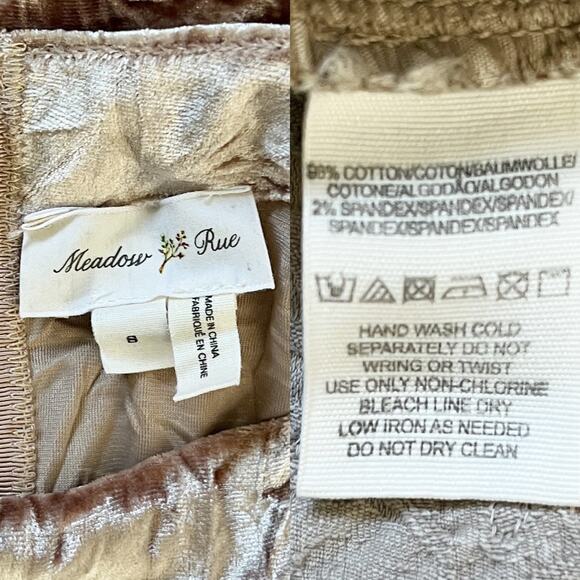 Meadow Rue
MADE IN CHINA
FABRIQUÉ EN CHINE
98% COTTON/COTON/BAUMWOLLE/
COTONE/ALGODÃO/ALGODON
2% SPANDEX/SPANDEX/SPANDEX/
SPANDEX/SPANDEX/SPANDEX
HAND WASH COLD
SEPARATELY DO NOT
WRING OR TWIST
USE ONLY NON-CHLORINE
BLEACH LINE DRY
LOW IRON AS NEEDED
DO NOT DRY CLEAN